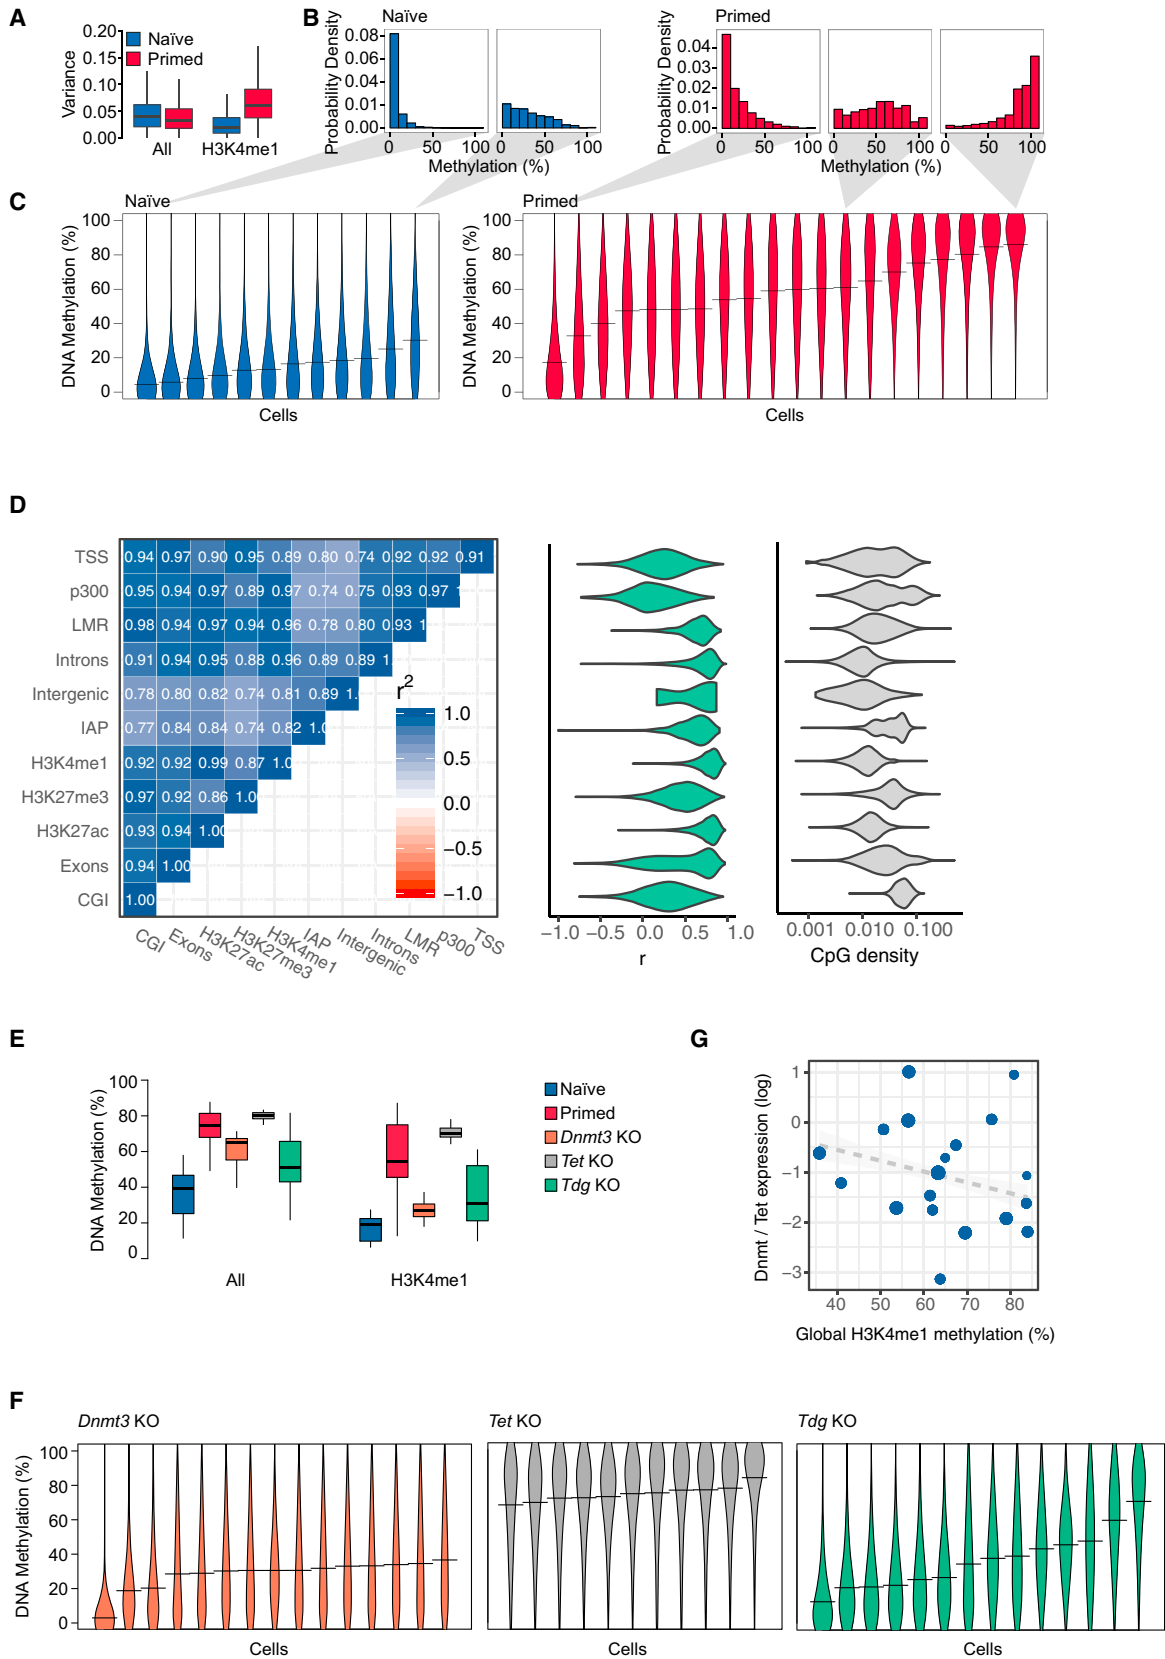 A
0.20
0.15
0.10
0.05
0.00
Variance
Naïve
Primed
All
H3K4me1
B
Naïve
Probability Density
0.08
0.06
0.04
0.01
0.00
0
50
100
0
50
100
Methylation (%)
Primed
Probability Density
0.04
0.03
0.02
0.01
0.00
0
50
100
0
50
100
0
50
100
Methylation (%)
C
Naïve
DNA Methylation (%)
100
80
60
40
20
0
Cells
Primed
DNA Methylation (%)
100
80
60
40
20
0
Cells
D
TSS 0.94 0.97 0.90 0.95 0.89 0.80 0.74 0.92 0.92 0.91
p300 0.95 0.94 0.97 0.89 0.97 0.74 0.75 0.93 0.97 1
LMR 0.98 0.94 0.97 0.94 0.96 0.78 0.80 0.93 1
Introns 0.91 0.94 0.95 0.88 0.96 0.89 0.89 1.
Intergenic 0.78 0.80 0.82 0.74 0.81 0.89 1.
IAP 0.77 0.84 0.84 0.74 0.82 1.0
H3K4me1 0.92 0.92 0.99 0.87 1.0
H3K27me3 0.97 0.92 0.86 1.00
H3K27ac 0.93 0.94 1.00
Exons 0.94 1.00
CGI 1.00
CGI
Exons
H3K27ac
H3K27me3
H3K4me1
IAP
Intergenic
Introns
LMR
p300
TSS
r2
1.0
0.5
0.0
−0.5
−1.0
−1.0
−0.5
0.0
0.5
1.0
r
0.001
0.010
0.100
CpG density
E
DNA Methylation (%)
100
80
60
40
20
0
All
H3K4me1
Naïve
Primed
Dnmt3 KO
Tet KO
Tdg KO
G
Dnmt / Tet expression (log)
1
0
−1
−2
−3
40
50
60
70
80
Global H3K4me1 methylation (%)
F
Dnmt3 KO
DNA Methylation (%)
100
80
60
40
20
0
Cells
Tet KO
Cells
Tdg KO
Cells